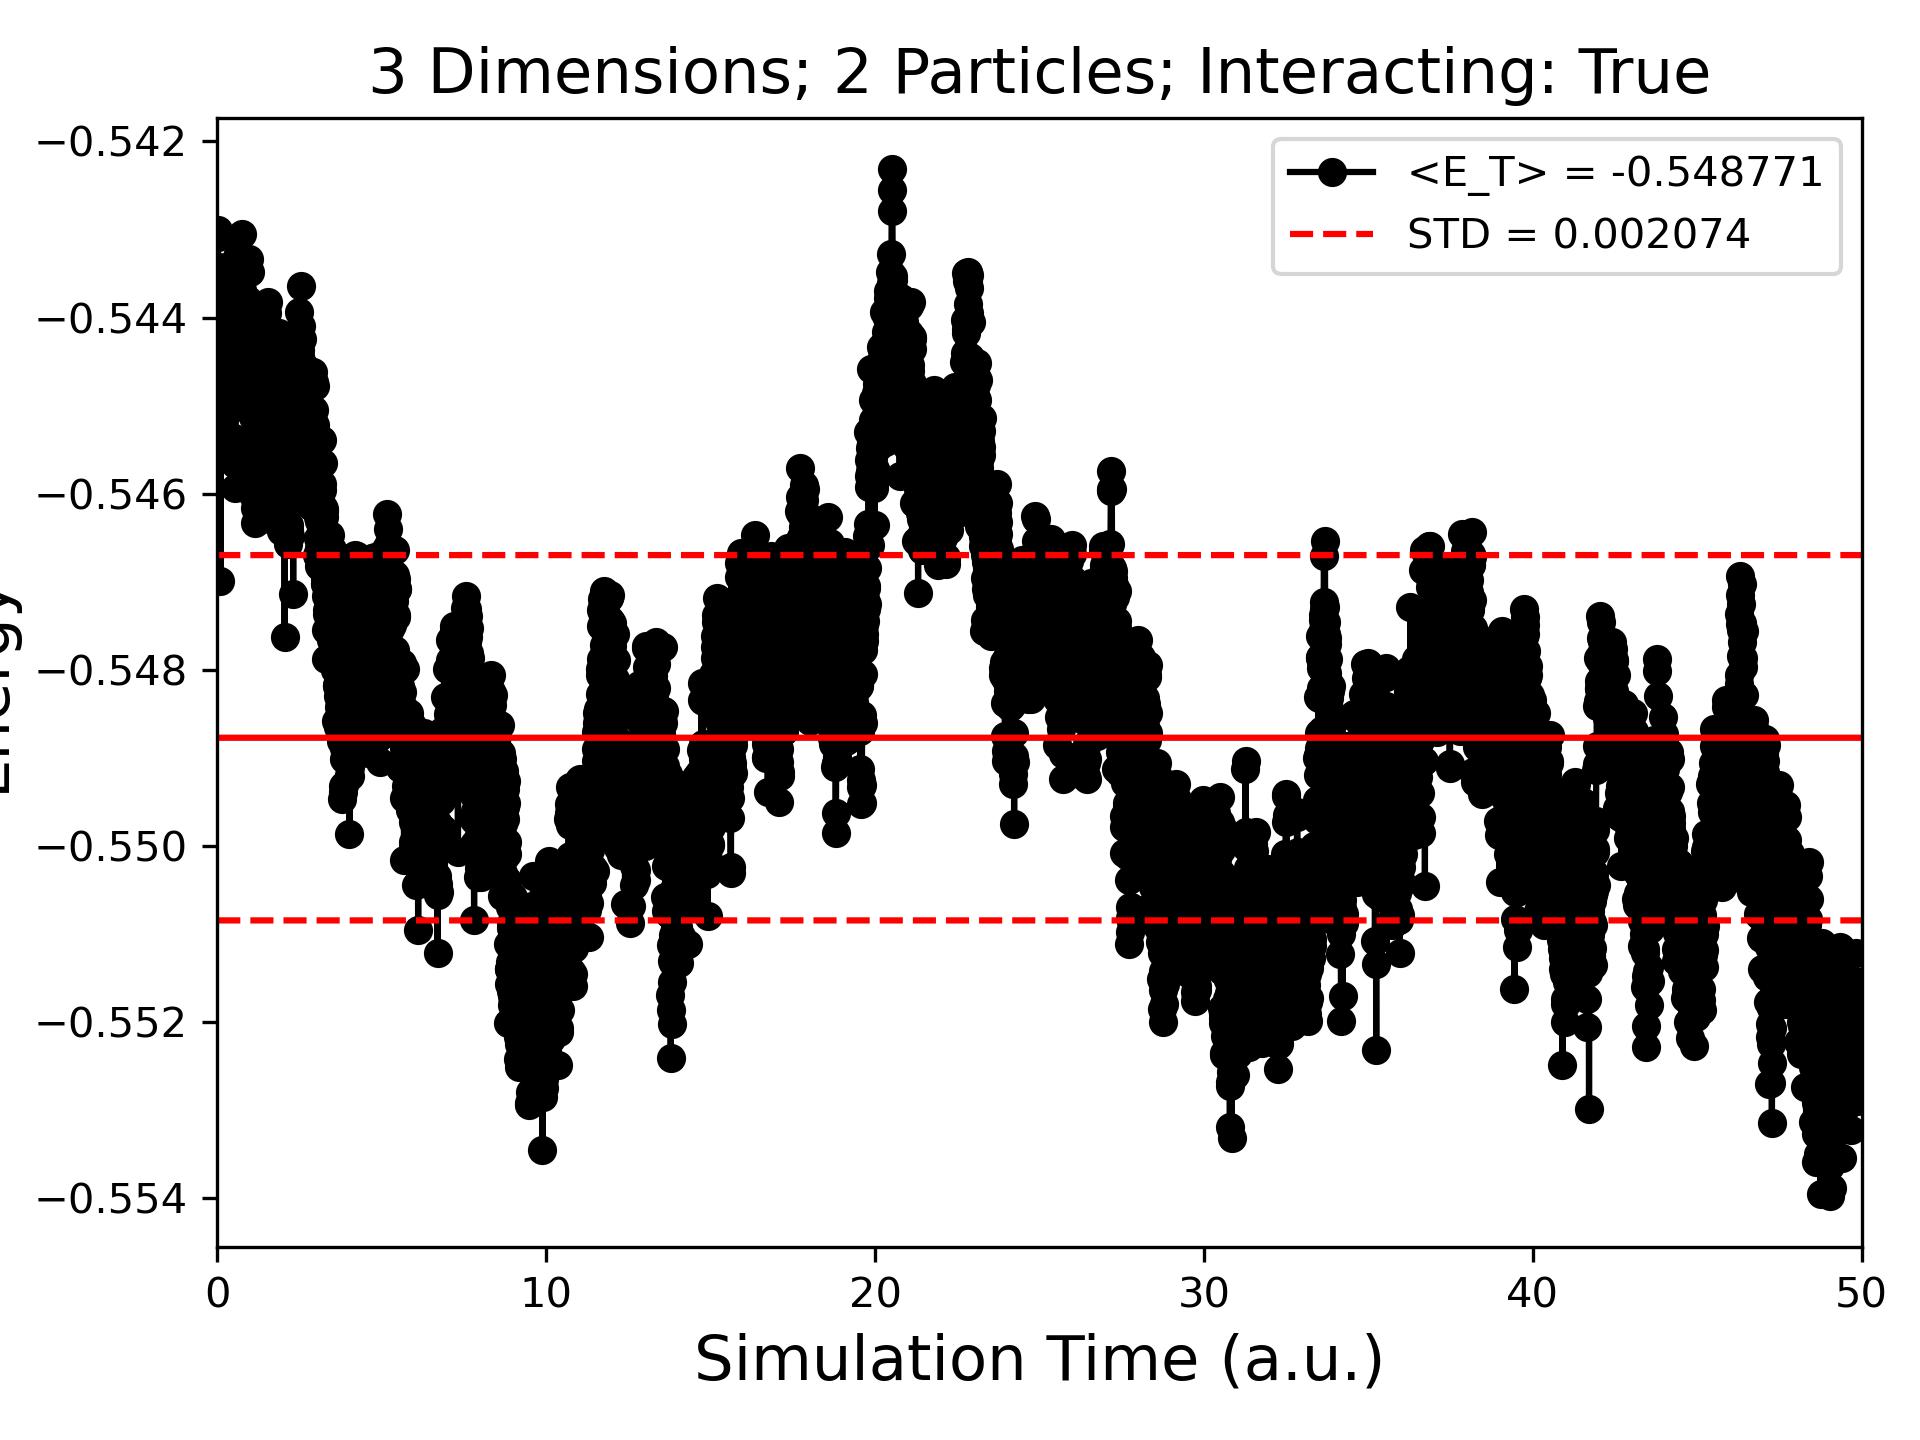 3 Dimensions; 2 Particles; Interacting: True
−0.542
−0.544
−0.546
−0.548
−0.550
−0.552
−0.554
<E_T> = -0.548771
STD = 0.002074
0 10 20 30 40 50
Simulation Time (a.u.)